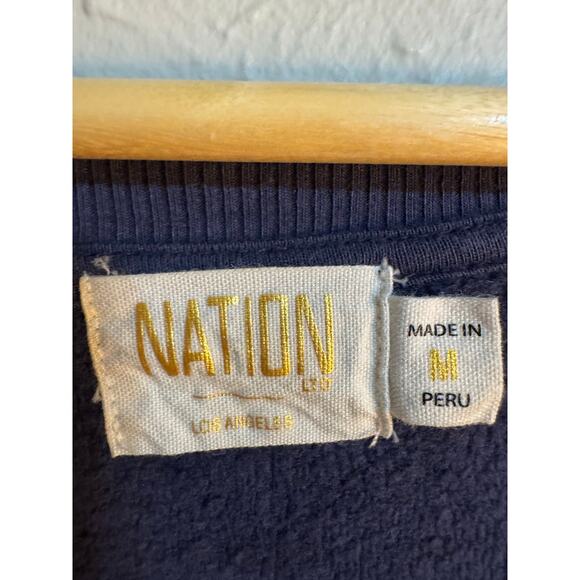 NATION
LTD
LOS ANGELES
MADE IN
M
PERU